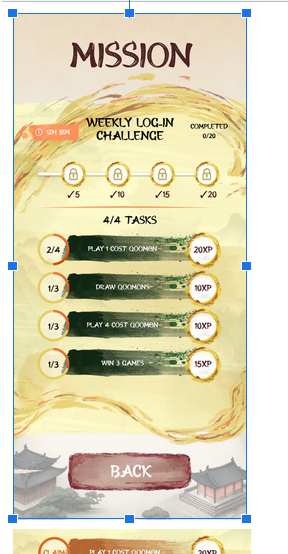 MISSION
12H 51M
WEEKLY LOG-IN
CHALLENGE
COMPLETED
0/20
✓5 ✓10 ✓15 ✓20
4/4 TASKS
2/4 PLAY 1 COST QOOMON 20XP
1/3 DRAW QOOMONS 10XP
1/3 PLAY 4 COST QOOMON 10XP
1/3 WIN 3 GAMES 15XP
BACK
CLAIM PLAY 1 COST QOOMON 20XP